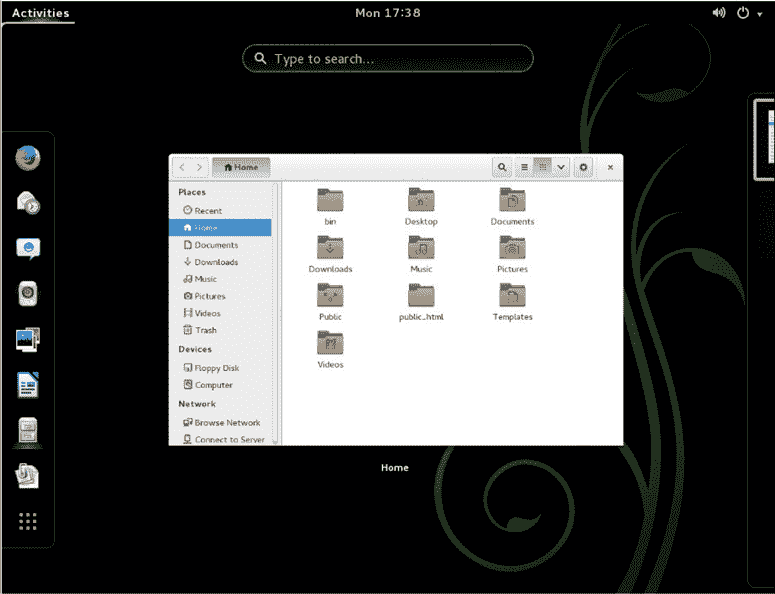 Activities
Mon 17:38
Type to search...
Home
Places
Recent
Home
Documents
Downloads
Music
Pictures
Videos
Trash
Devices
Floppy Disk
Computer
Network
Browse Network
Connect to Server
bin
Desktop
Documents
Downloads
Music
Pictures
Public
public_html
Templates
Videos
Home